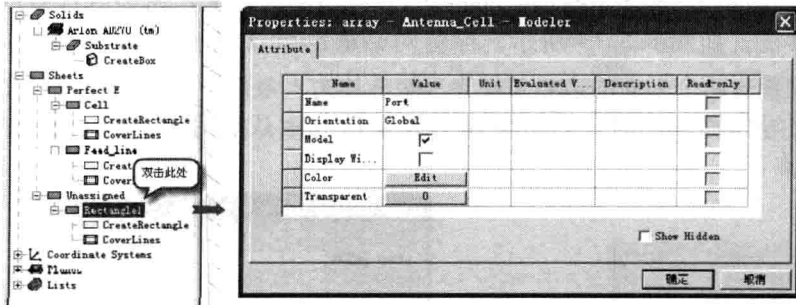 Solids
Arlon AD270 (tm)
Substrate
CreateBox
Sheets
Perfect E
Cell
CreateRectangle
CoverLines
Feed_line
Creat
Cover
双击此处
Unassigned
Rectangle1
CreateRectangle
CoverLines
Coordinate Systems
Planes
Lists
Properties: array - Antenna_Cell - Modeler
Attribute
Name Value Unit Evaluated V... Description Read-only
Name Port
Orientation Global
Model
Display Wi...
Color Edit
Transparent 0
Show Hidden
确定 取消